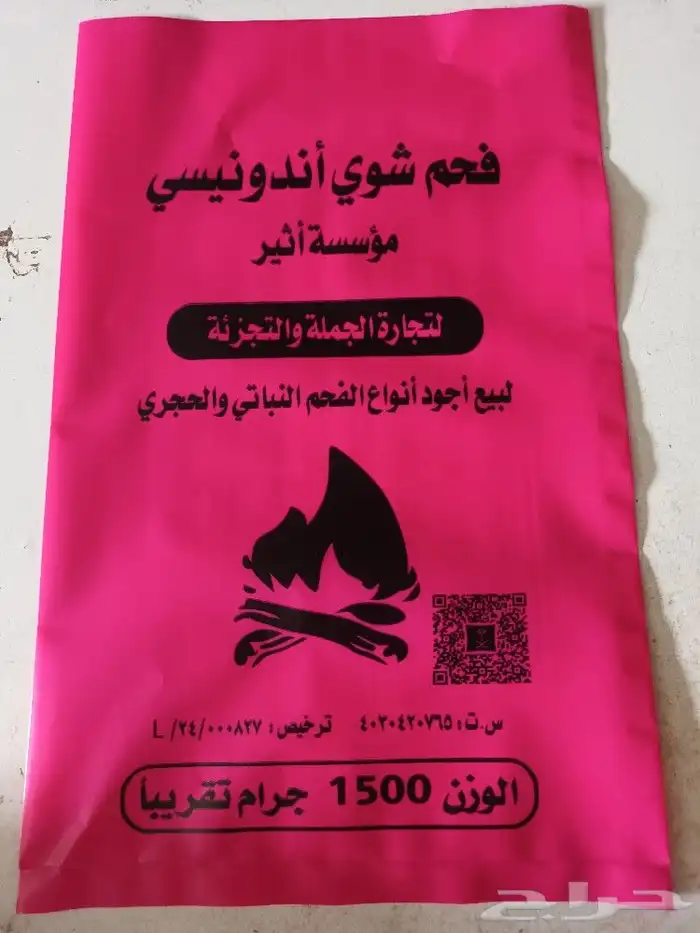 فحم شوي أندونيسي
مؤسسة أثير
لتجارة الجملة والتجزئة
لبيع أجود أنواع الفحم النباتي والحجري
س.ت: ٤٠٣٠٤٢٠٧٦٥ ترخيص: L /٢٤/٠٠٠٨٢٧
الوزن 1500 جرام تقريباً
حراج